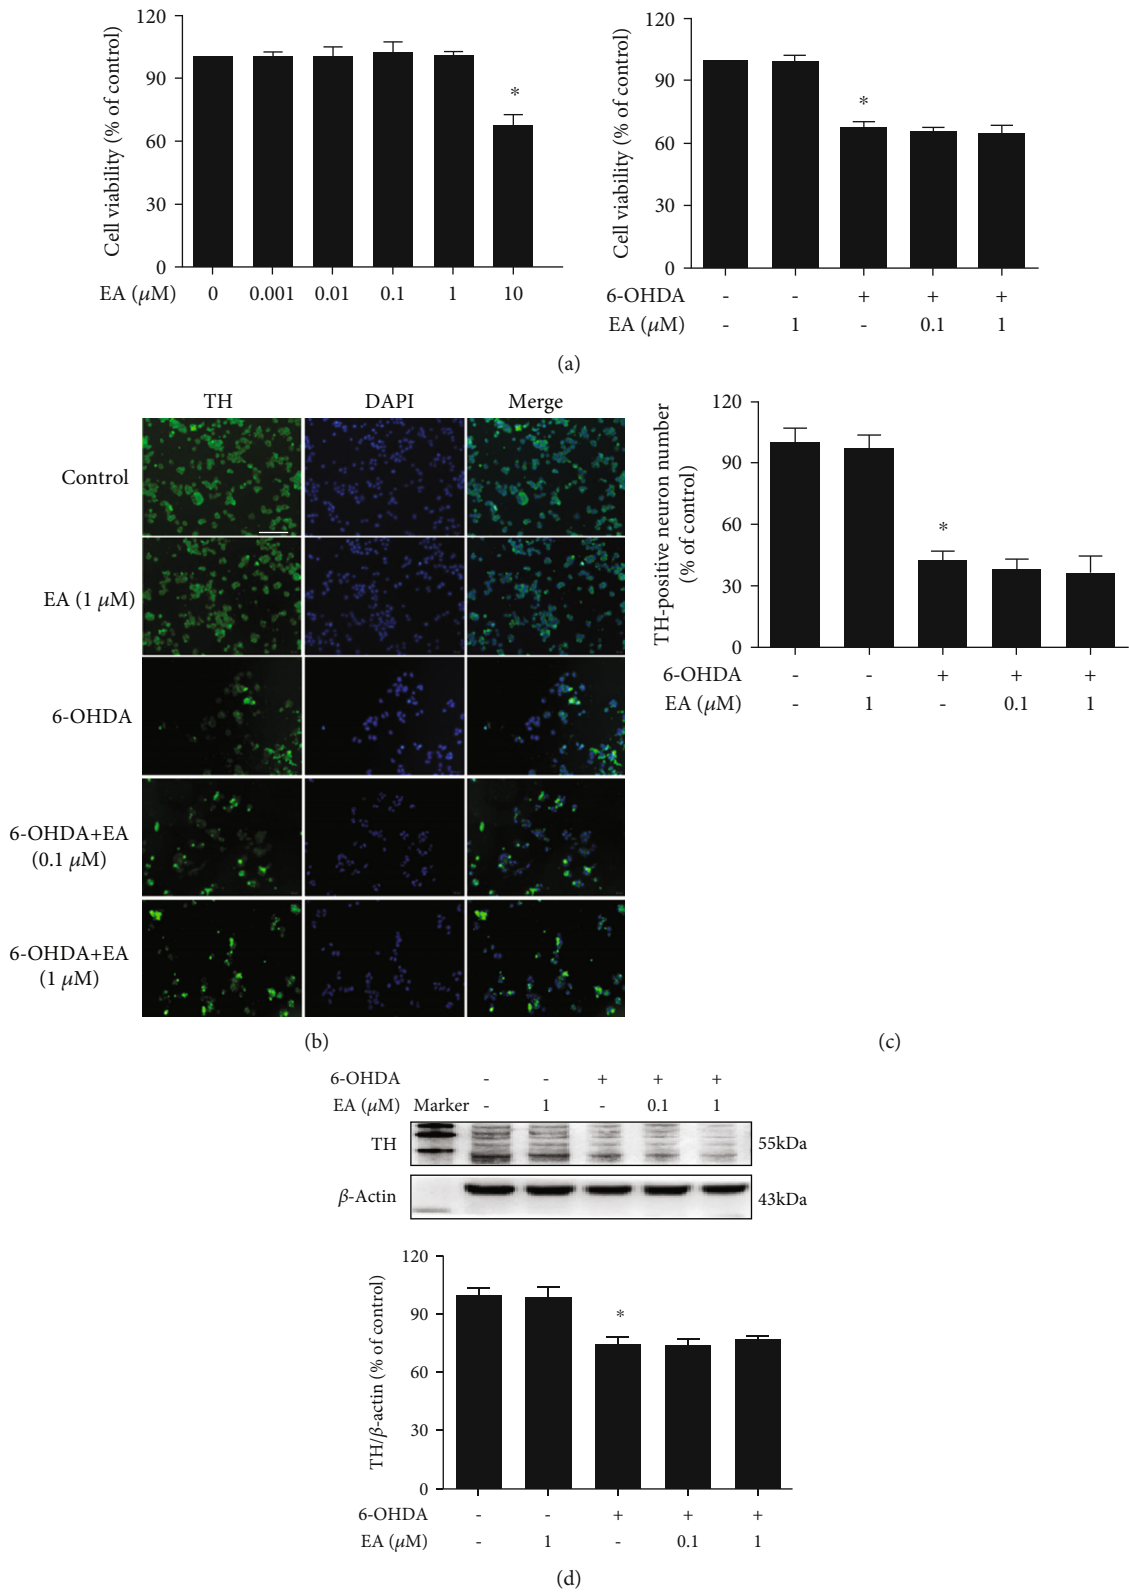 120
90
60
30
0
Cell viability (% of control)
*
EA (μM) 0 0.001 0.01 0.1 1 10
120
90
60
30
0
Cell viability (% of control)
*
6-OHDA - - + + +
EA (μM) - 1 - 0.1 1
(a)
TH DAPI Merge
Control
EA (1 μM)
6-OHDA
6-OHDA+EA
(0.1 μM)
6-OHDA+EA
(1 μM)
(b)
120
90
60
30
0
TH-positive neuron number
(% of control)
*
6-OHDA - - + + +
EA (μM) - 1 - 0.1 1
(c)
6-OHDA - - + + +
EA (μM) Marker - 1 - 0.1 1
TH 55kDa
β-Actin 43kDa
120
90
60
30
0
TH/β-actin (% of control)
*
6-OHDA - - + + +
EA (μM) - 1 - 0.1 1
(d)